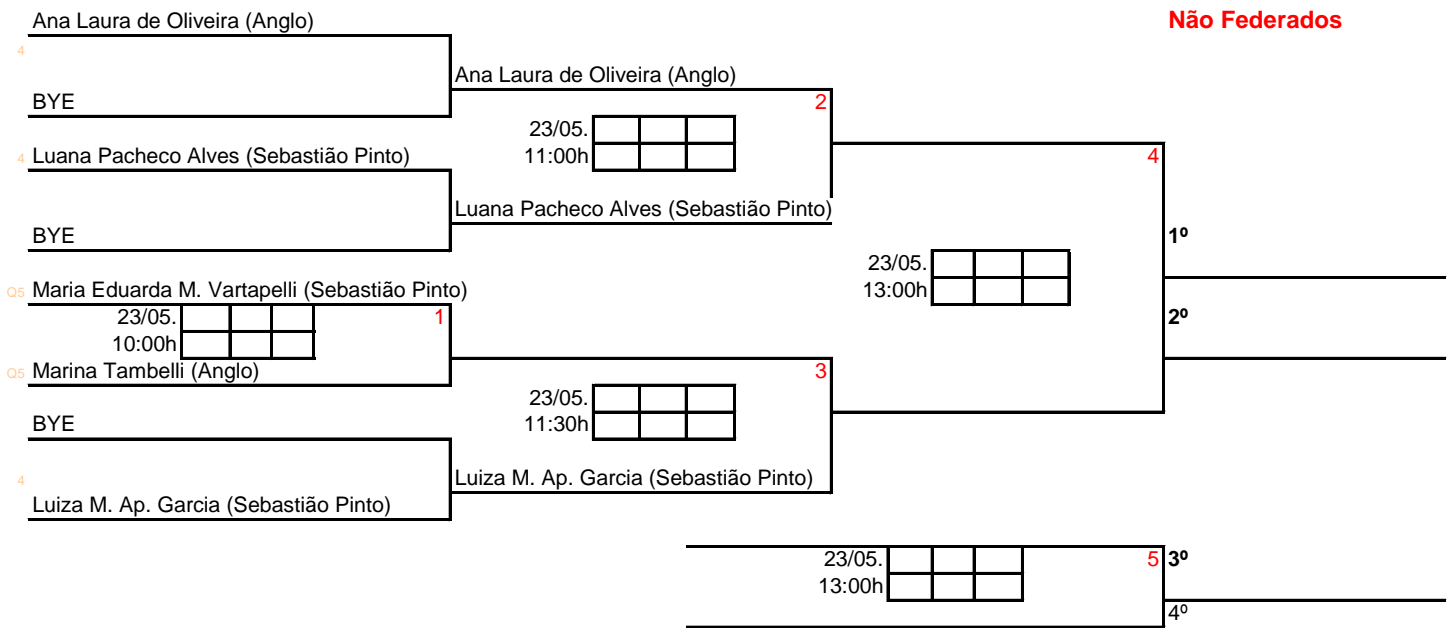 Ana Laura de Oliveira (Anglo)
Não Federados
4
Ana Laura de Oliveira (Anglo)
BYE
2
23/05.
11:00h
4 Luana Pacheco Alves (Sebastião Pinto)
4
Luana Pacheco Alves (Sebastião Pinto)
BYE
1º
23/05.
13:00h
Q5 Maria Eduarda M. Vartapelli (Sebastião Pinto)
23/05.
1
2º
10:00h
Q5 Marina Tambelli (Anglo)
3
23/05.
11:30h
BYE
4
Luiza M. Ap. Garcia (Sebastião Pinto)
Luiza M. Ap. Garcia (Sebastião Pinto)
23/05.
5
3º
13:00h
4º